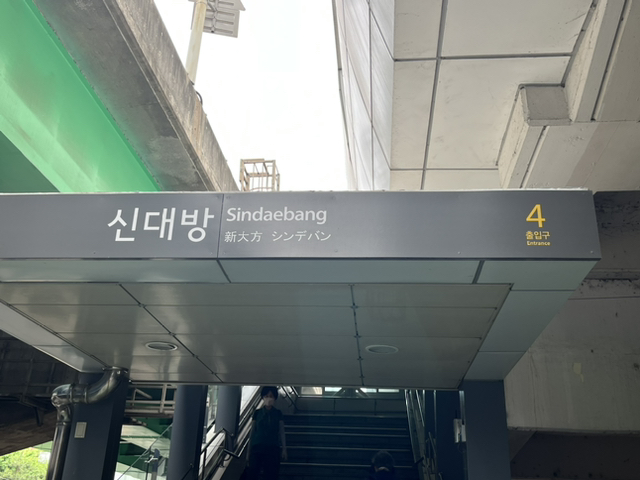 신대방 Sindaebang
新大方 シンデバン
4
출입구
Entrance